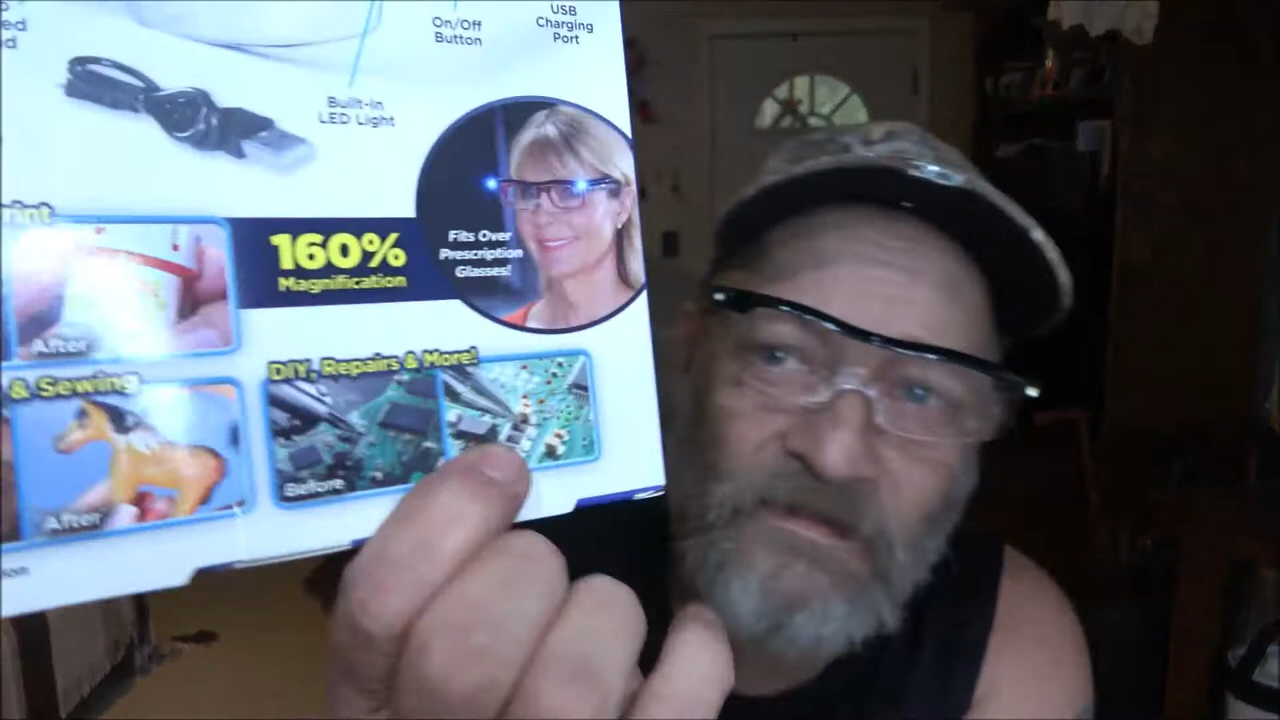 On/Off
Button
USB
Charging
Port
Built-In
LED Light
160%
Magnification
Fits Over
Prescription
Glasses!
After
& Sewing
After
DIY, Repairs & More!
Before